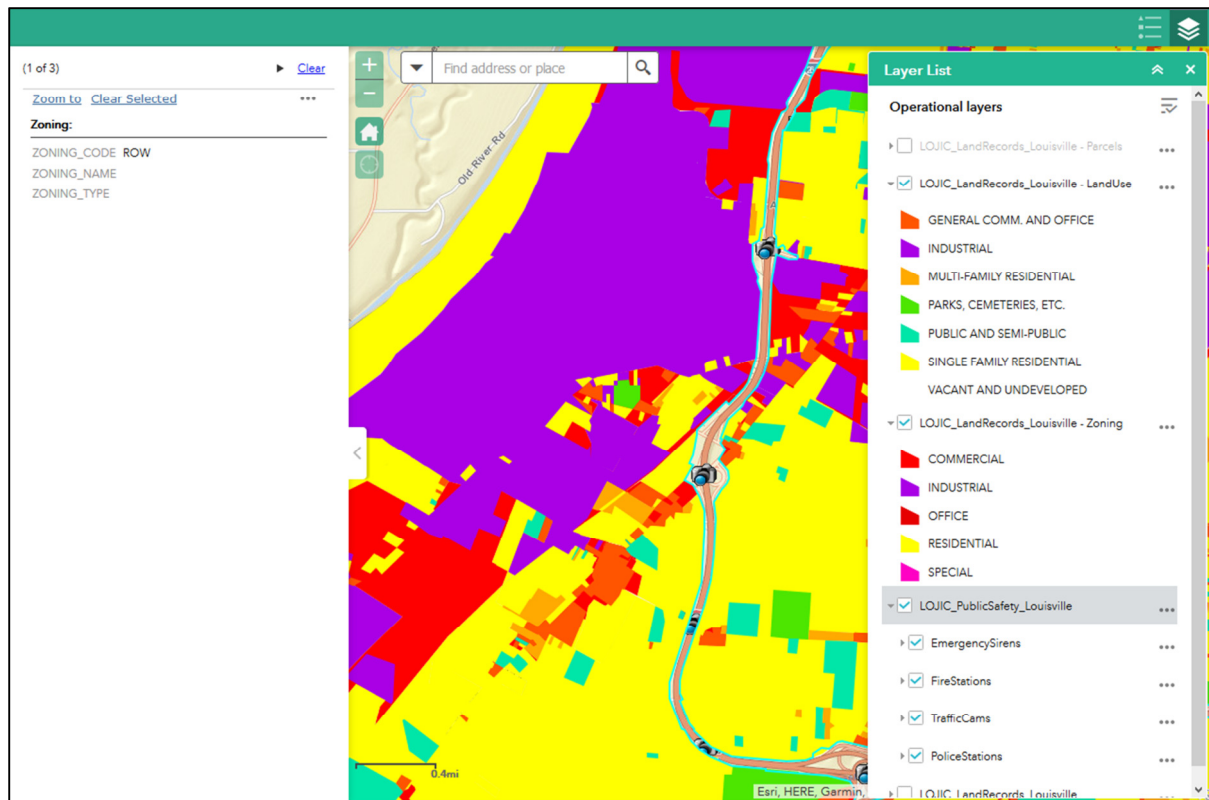 (1 of 3)
Clear
Zoom to Clear Selected
Zoning:
ZONING_CODE ROW
ZONING_NAME
ZONING_TYPE
Find address or place
Old River Rd
0.4mi
Esri, HERE, Garmin,
Layer List
Operational layers
LOJIC_LandRecords_Louisville - Parcels
LOJIC_LandRecords_Louisville - LandUse
GENERAL COMM. AND OFFICE
INDUSTRIAL
MULTI-FAMILY RESIDENTIAL
PARKS, CEMETERIES, ETC.
PUBLIC AND SEMI-PUBLIC
SINGLE FAMILY RESIDENTIAL
VACANT AND UNDEVELOPED
LOJIC_LandRecords_Louisville - Zoning
COMMERCIAL
INDUSTRIAL
OFFICE
RESIDENTIAL
SPECIAL
LOJIC_PublicSafety_Louisville
EmergencySirens
FireStations
TrafficCams
PoliceStations
LOJIC_LandRecords_Louisville